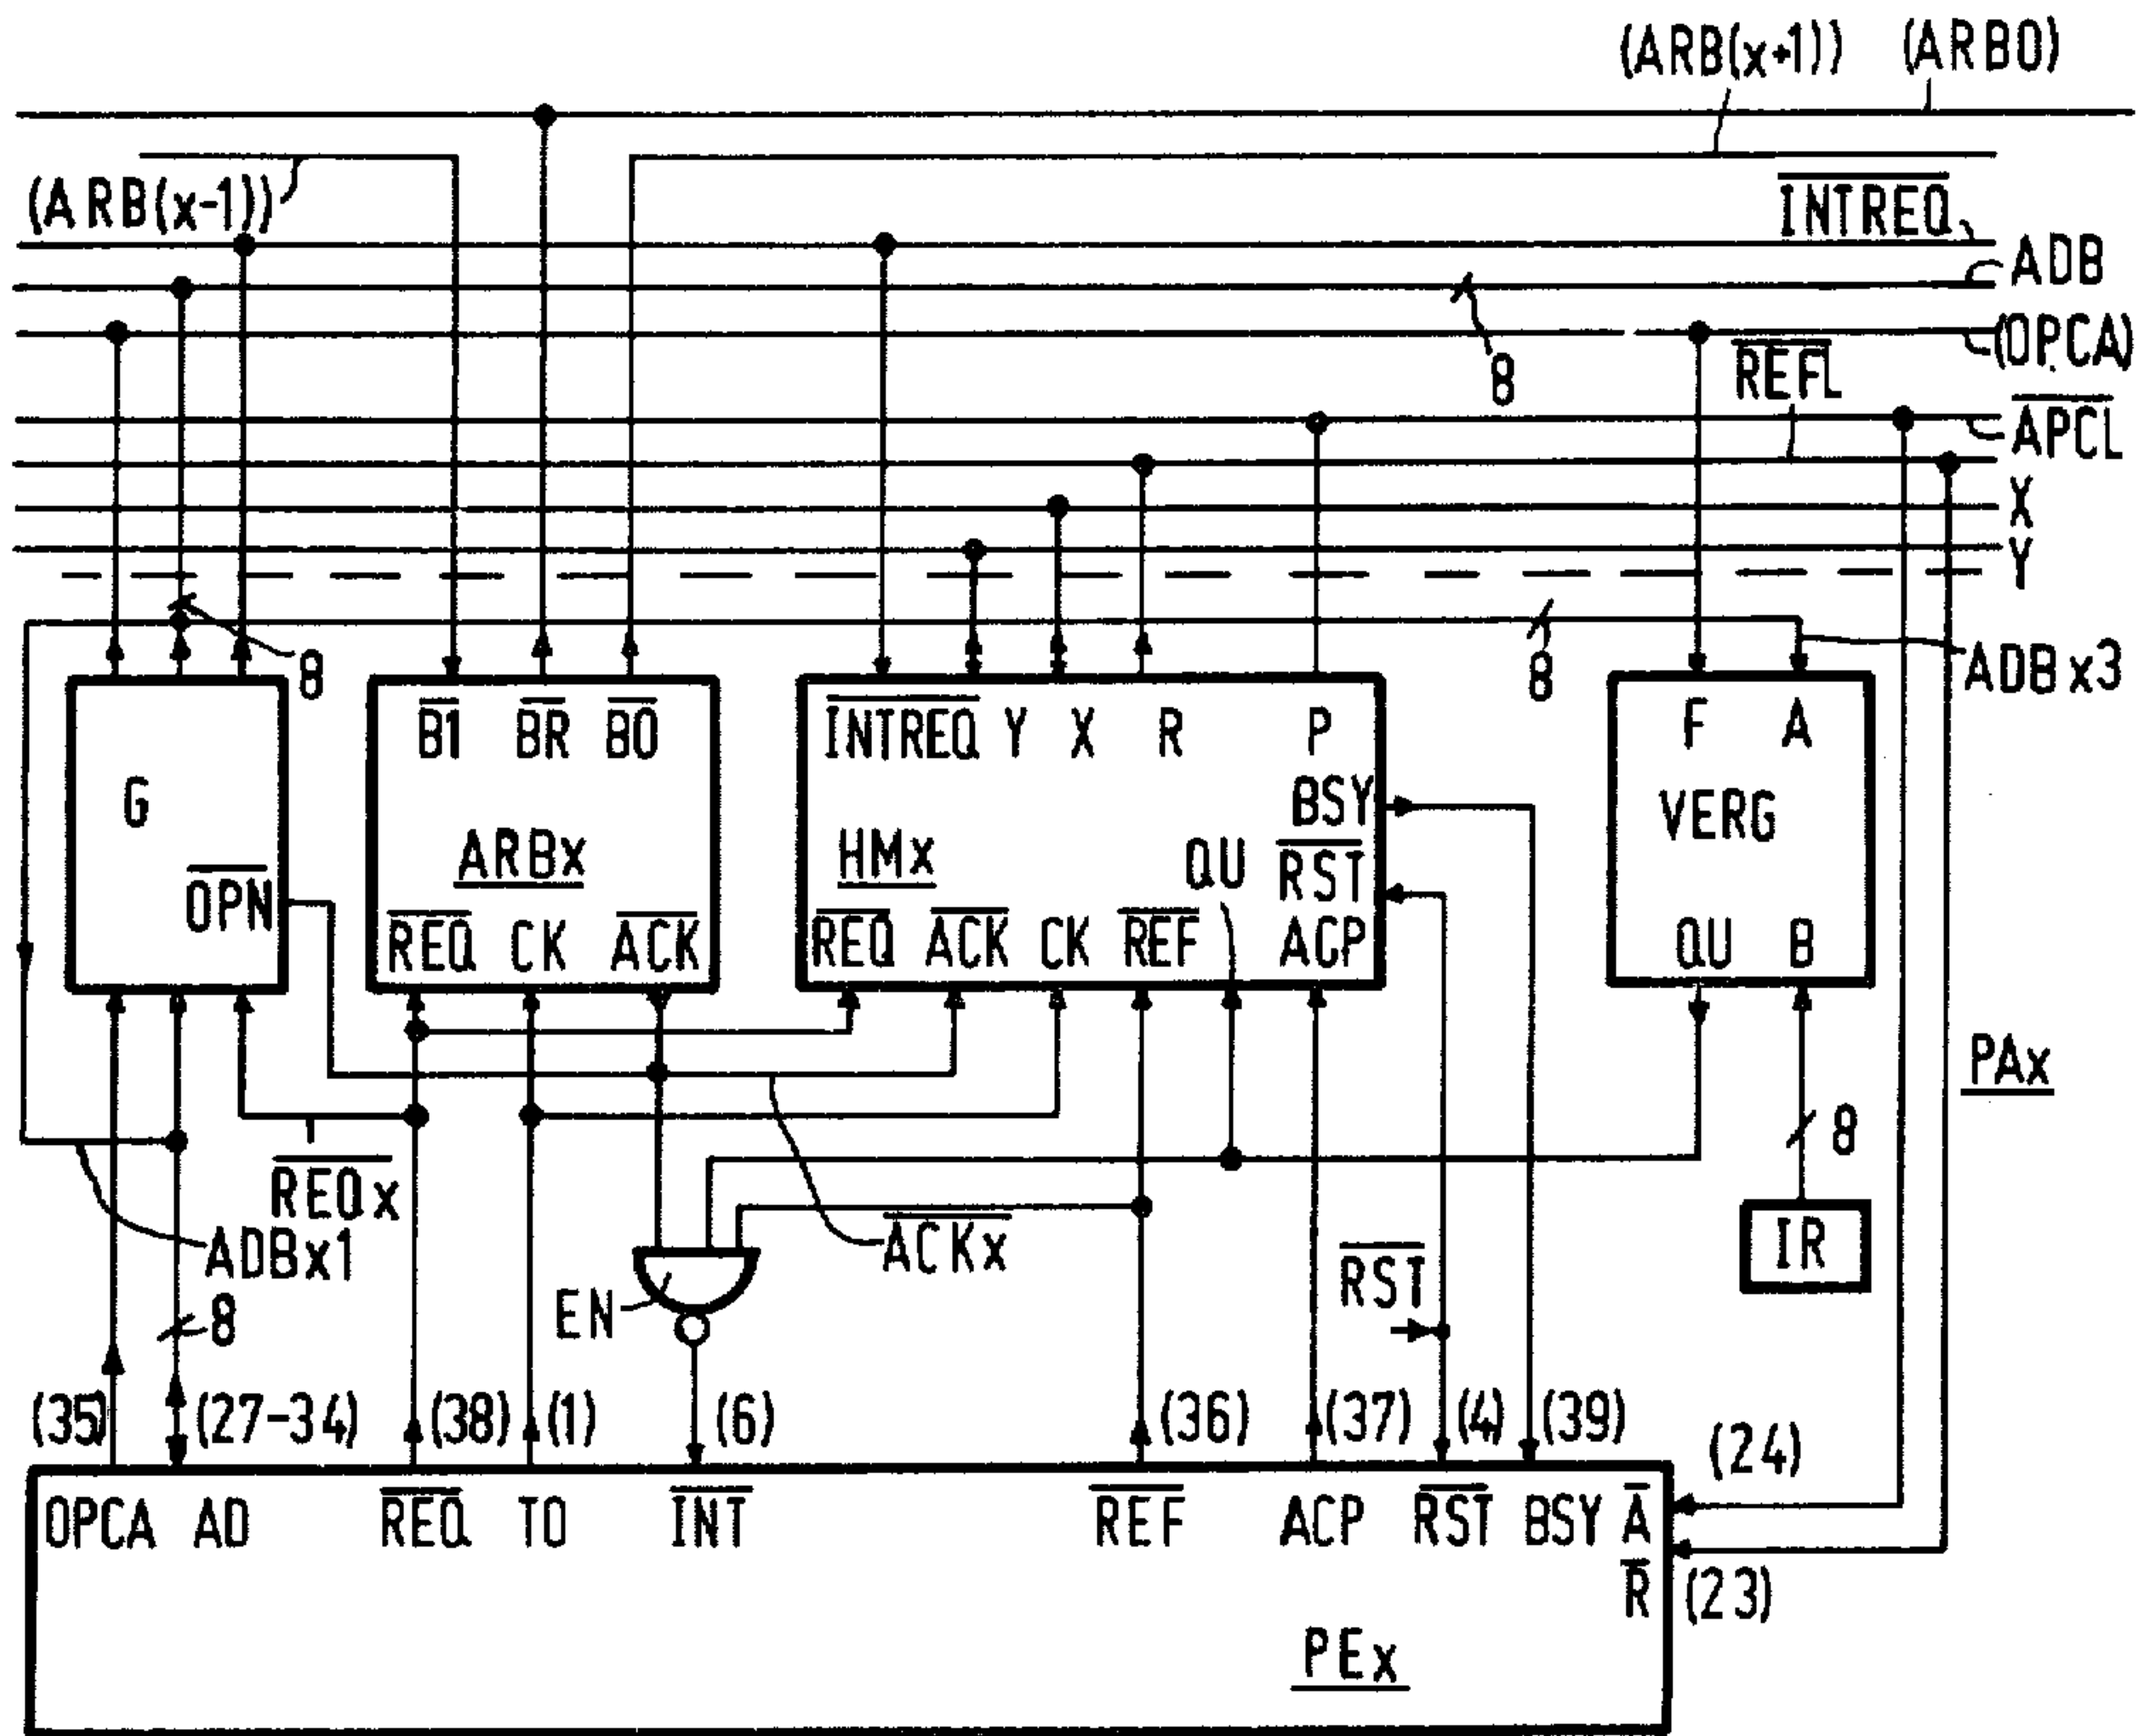 (ARB(x+1)) (ARB0)
(ARB(x-1))
INTREQ
ADB
8
(OPCA)
REFL
APCL
X
Y
8
8
ADBx3
G
OPN
B1 BR B0
ARBx
REQ CK ACK
INTREQ Y X R P
BSY
HMx
QU RST
REQ ACK CK REF ACP
F A
VERG
QU B
PAx
8
REQx
ADBx1
ACKx
IR
EN
RST
8
(35) (27-34) (38) (1) (6) (36) (37) (4) (39) (24)
OPCA AD REQ TO INT REF ACP RST BSY A
R (23)
PEx